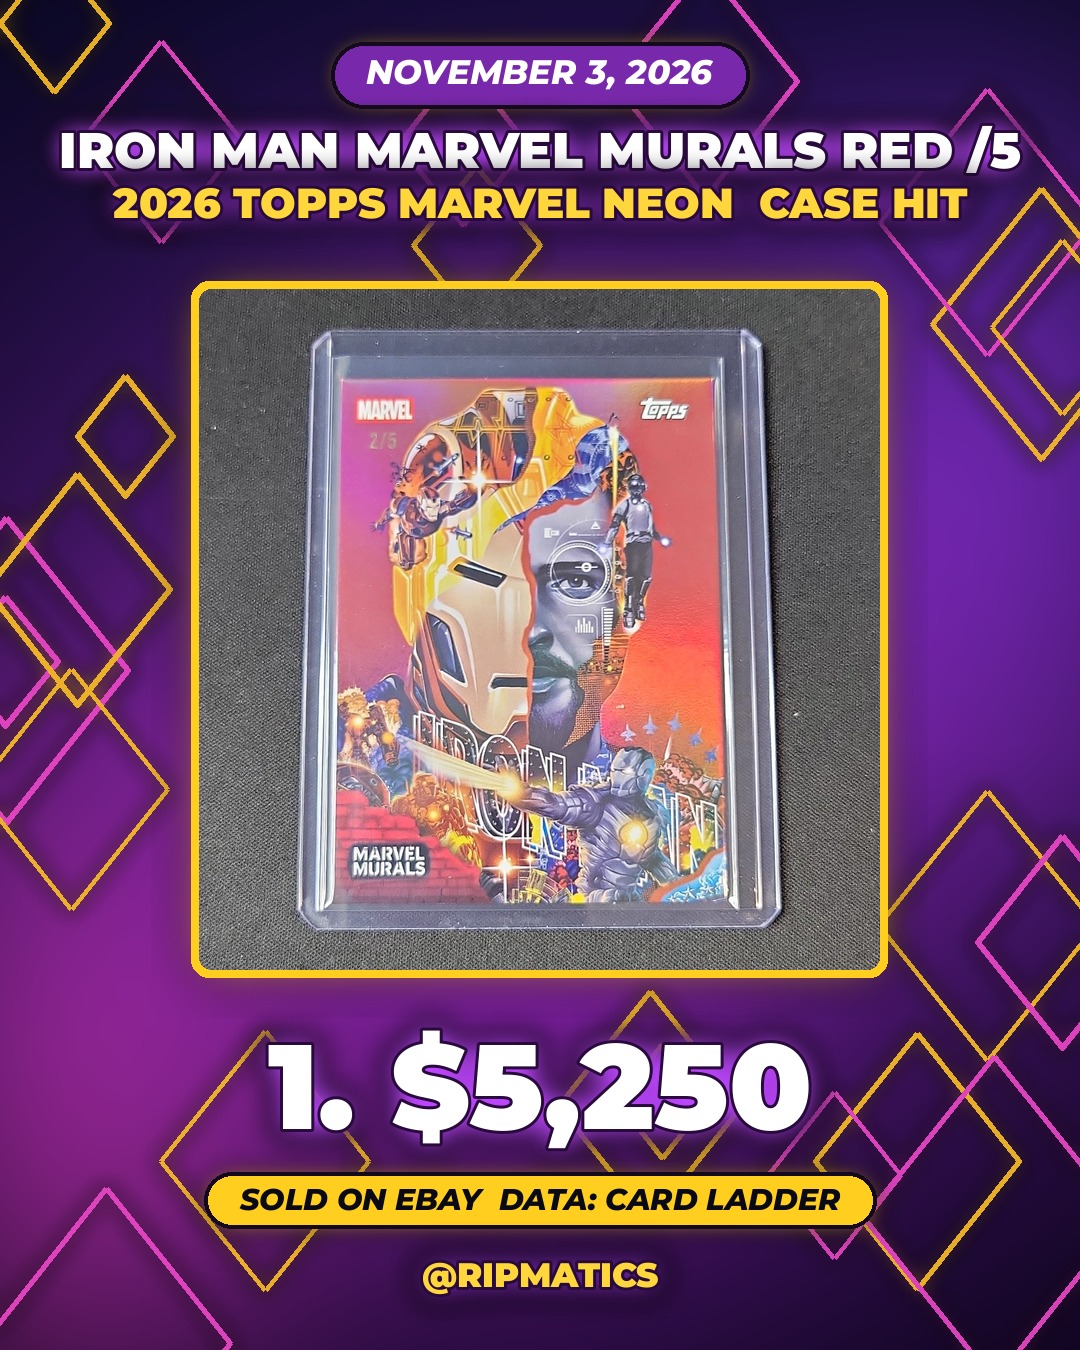 NOVEMBER 3, 2026
IRON MAN MARVEL MURALS RED /5
2026 TOPPS MARVEL NEON CASE HIT
MARVEL
topps
2/5
IRON
MARVEL
MURALS
1. $5,250
SOLD ON EBAY DATA: CARD LADDER
@RIPMATICS